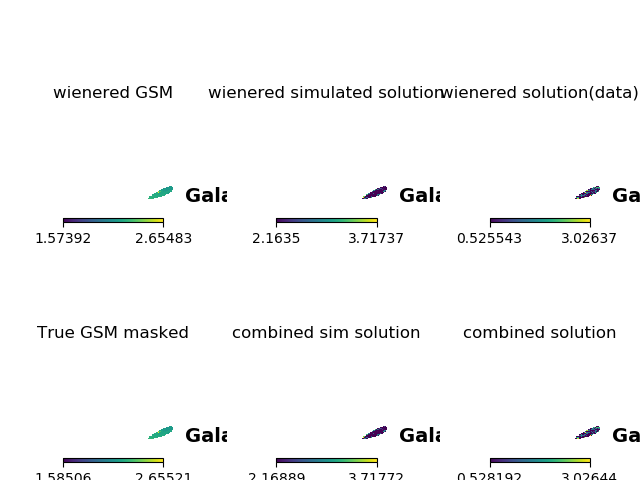 wienered GSM
wienered simulated solution
wienered solution(data)
Gala
Gala
Ga
1.57392 2.65483
2.1635 3.71737
0.525543 3.02637
True GSM masked
combined sim solution
combined solution
Gala
Gala
Ga
1.58506 2.65521
2.16889 3.71772
0.528192 3.02644